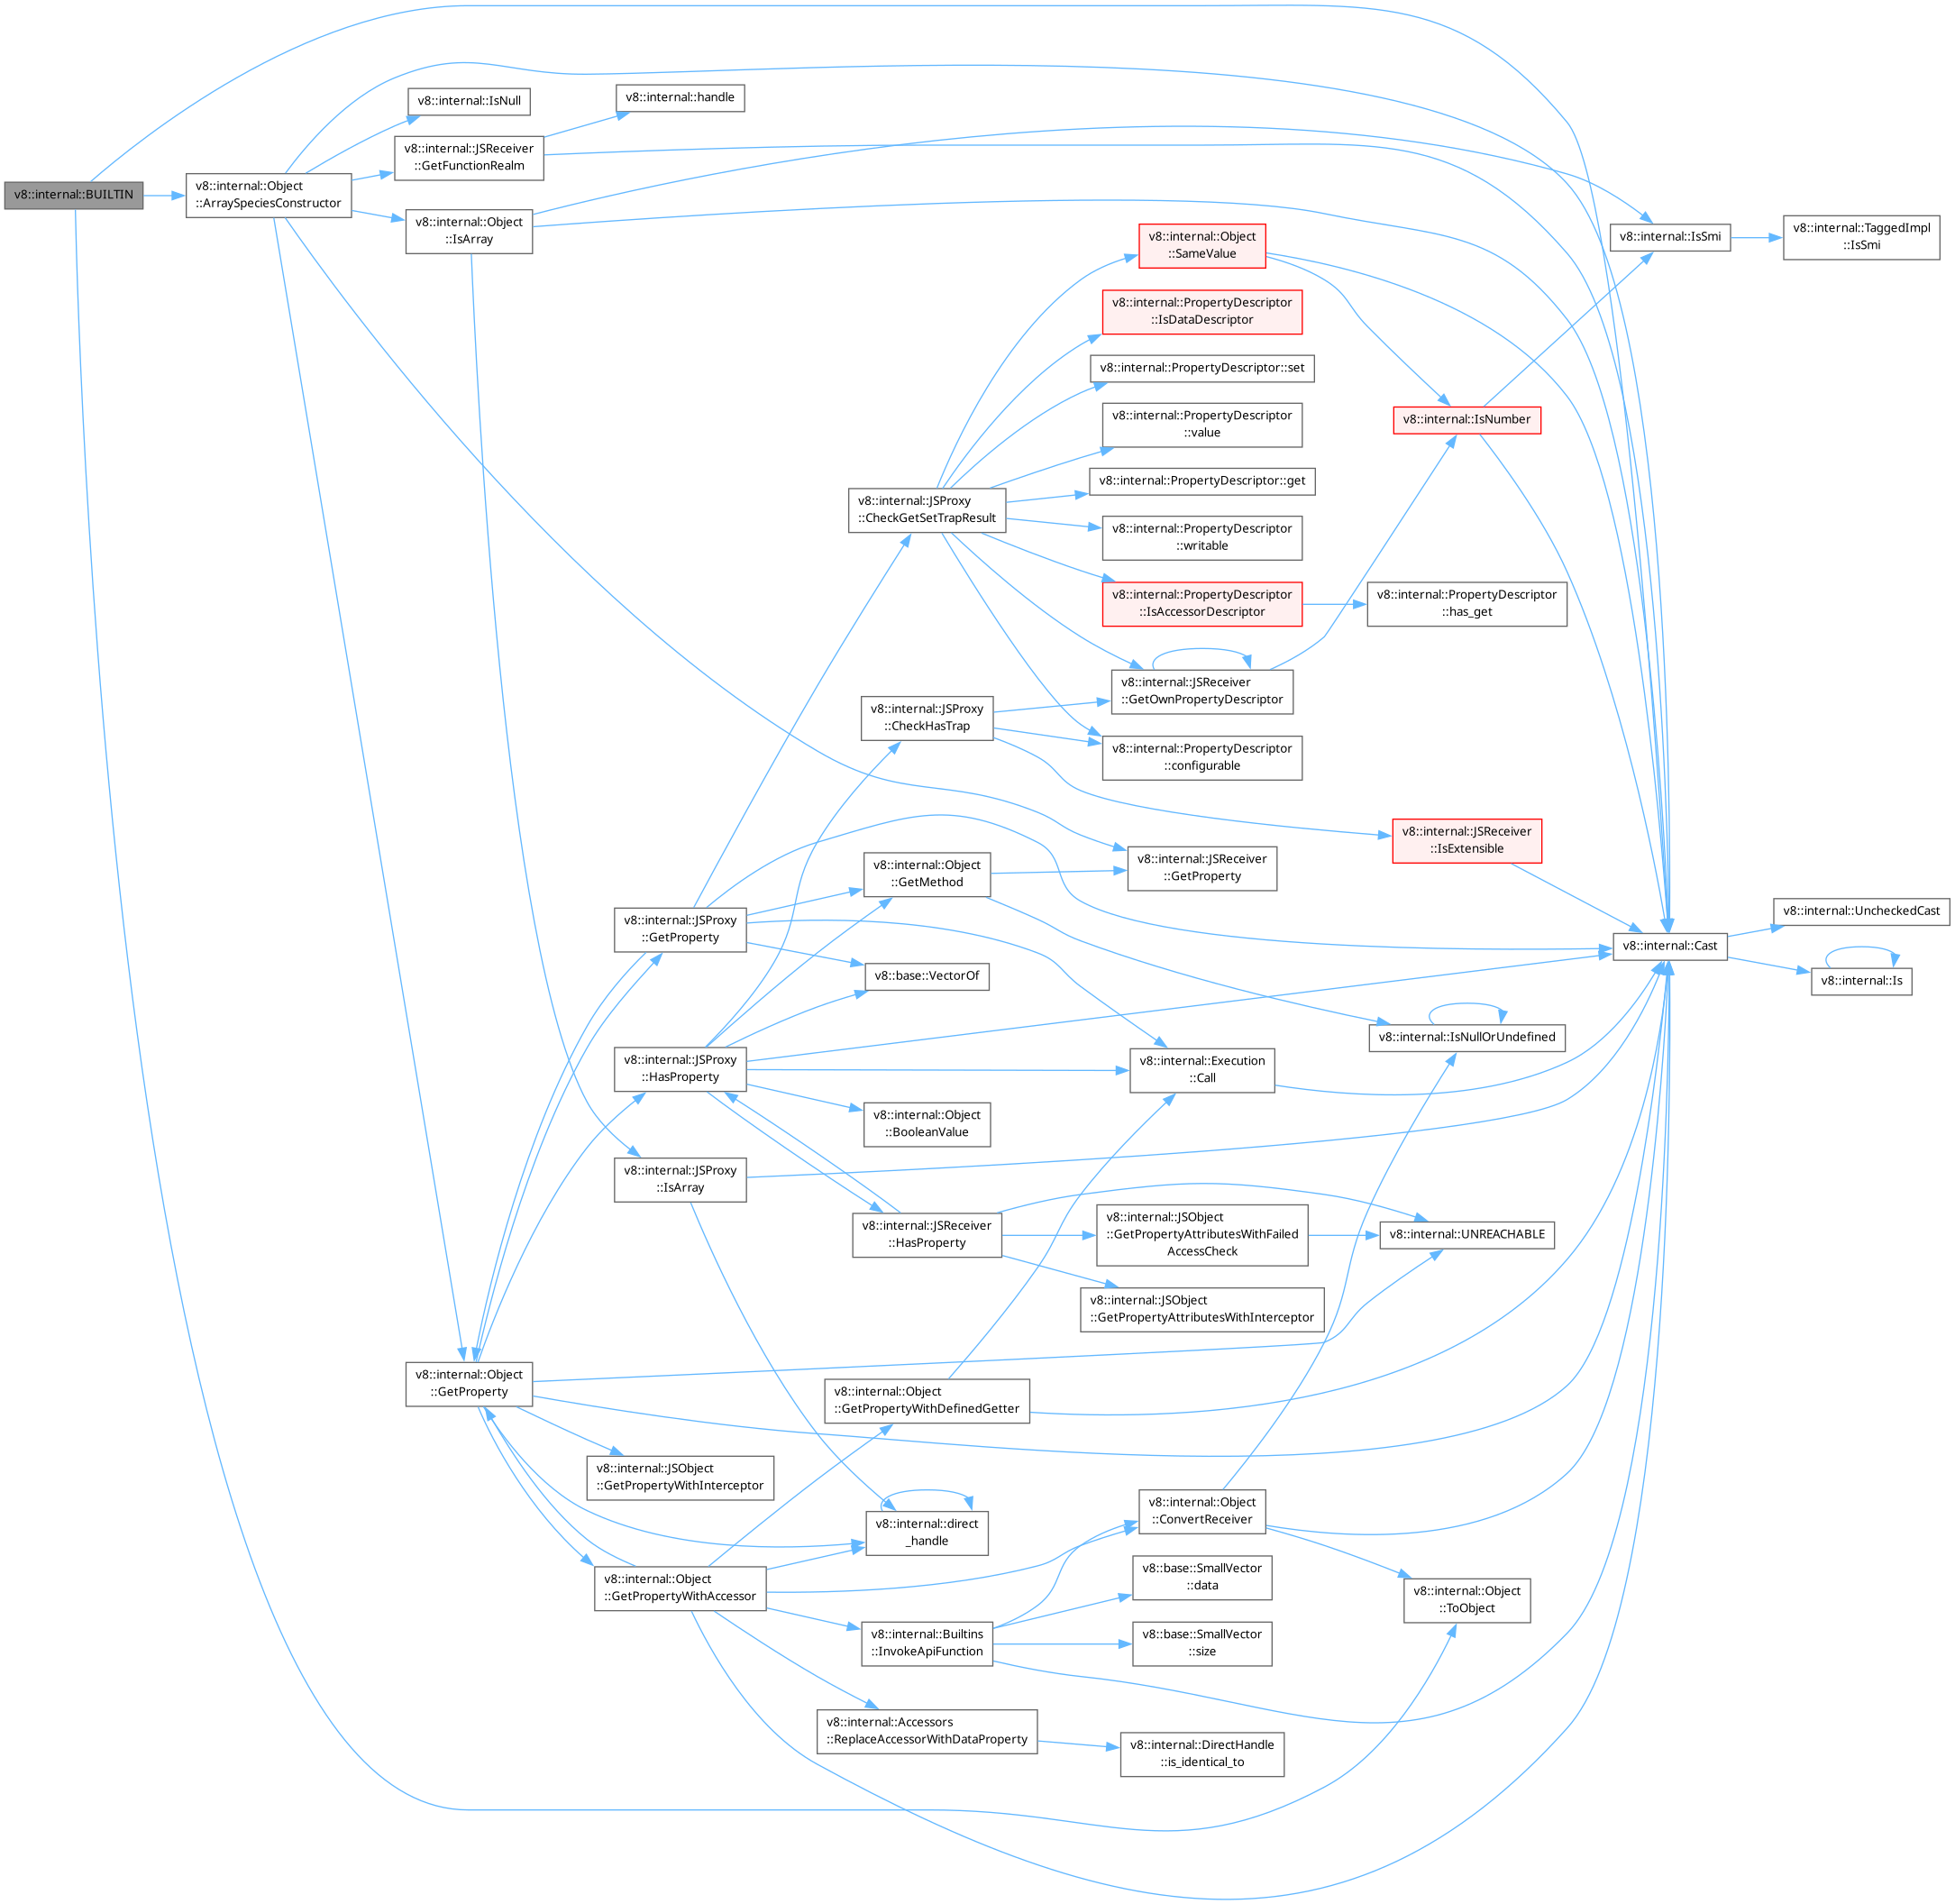 v8::internal::BUILTIN
v8::internal::Object
::ArraySpeciesConstructor
v8::internal::IsNull
v8::internal::JSReceiver
::GetFunctionRealm
v8::internal::Object
::IsArray
v8::internal::Object
::GetProperty
v8::internal::handle
v8::internal::JSProxy
::GetProperty
v8::internal::JSProxy
::HasProperty
v8::internal::JSProxy
::IsArray
v8::internal::JSObject
::GetPropertyWithInterceptor
v8::internal::Object
::GetPropertyWithAccessor
v8::internal::JSProxy
::CheckGetSetTrapResult
v8::internal::JSProxy
::CheckHasTrap
v8::internal::Object
::GetMethod
v8::base::VectorOf
v8::internal::Object
::BooleanValue
v8::internal::JSReceiver
::HasProperty
v8::internal::Object
::GetPropertyWithDefinedGetter
v8::internal::direct
_handle
v8::internal::Builtins
::InvokeApiFunction
v8::internal::Accessors
::ReplaceAccessorWithDataProperty
v8::internal::Object
::SameValue
v8::internal::PropertyDescriptor
::IsDataDescriptor
v8::internal::PropertyDescriptor::set
v8::internal::PropertyDescriptor
::value
v8::internal::PropertyDescriptor::get
v8::internal::PropertyDescriptor
::writable
v8::internal::PropertyDescriptor
::IsAccessorDescriptor
v8::internal::JSReceiver
::GetOwnPropertyDescriptor
v8::internal::PropertyDescriptor
::configurable
v8::internal::JSReceiver
::GetProperty
v8::internal::Execution
::Call
v8::internal::JSObject
::GetPropertyAttributesWithFailed
AccessCheck
v8::internal::JSObject
::GetPropertyAttributesWithInterceptor
v8::internal::Object
::ConvertReceiver
v8::base::SmallVector
::data
v8::base::SmallVector
::size
v8::internal::DirectHandle
::is_identical_to
v8::internal::IsNumber
v8::internal::PropertyDescriptor
::has_get
v8::internal::JSReceiver
::IsExtensible
v8::internal::IsNullOrUndefined
v8::internal::UNREACHABLE
v8::internal::Object
::ToObject
v8::internal::IsSmi
v8::internal::Cast
v8::internal::TaggedImpl
::IsSmi
v8::internal::UncheckedCast
v8::internal::Is